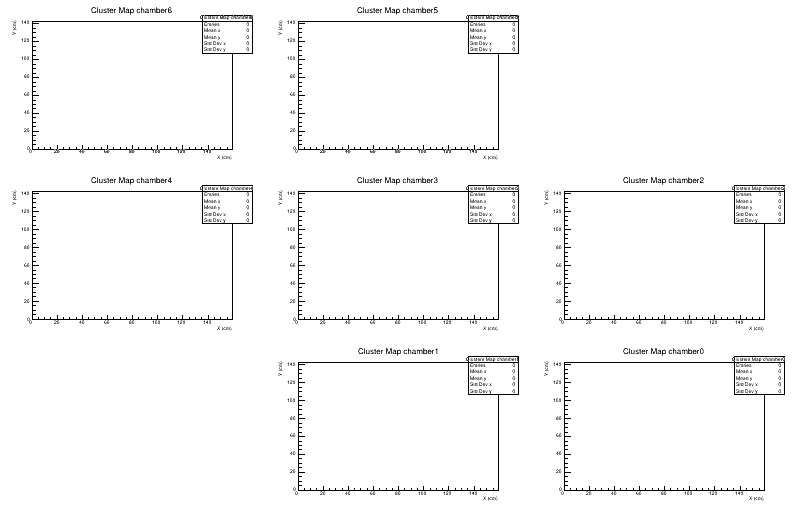 Cluster Map chamber6
Clusters Map chamber6
Entries 0
Mean x 0
Mean y 0
Std Dev x 0
Std Dev y 0
Y (cm)
140
120
100
80
60
40
20
0
0 20 40 60 80 100 120 140
X (cm)
Cluster Map chamber5
Clusters Map chamber5
Entries 0
Mean x 0
Mean y 0
Std Dev x 0
Std Dev y 0
Y (cm)
140
120
100
80
60
40
20
0
0 20 40 60 80 100 120 140
X (cm)
Cluster Map chamber4
Clusters Map chamber4
Entries 0
Mean x 0
Mean y 0
Std Dev x 0
Std Dev y 0
Y (cm)
140
120
100
80
60
40
20
0
0 20 40 60 80 100 120 140
X (cm)
Cluster Map chamber3
Clusters Map chamber3
Entries 0
Mean x 0
Mean y 0
Std Dev x 0
Std Dev y 0
Y (cm)
140
120
100
80
60
40
20
0
0 20 40 60 80 100 120 140
X (cm)
Cluster Map chamber2
Clusters Map chamber2
Entries 0
Mean x 0
Mean y 0
Std Dev x 0
Std Dev y 0
Y (cm)
140
120
100
80
60
40
20
0
0 20 40 60 80 100 120 140
X (cm)
Cluster Map chamber1
Clusters Map chamber1
Entries 0
Mean x 0
Mean y 0
Std Dev x 0
Std Dev y 0
Y (cm)
140
120
100
80
60
40
20
0
0 20 40 60 80 100 120 140
X (cm)
Cluster Map chamber0
Clusters Map chamber0
Entries 0
Mean x 0
Mean y 0
Std Dev x 0
Std Dev y 0
Y (cm)
140
120
100
80
60
40
20
0
0 20 40 60 80 100 120 140
X (cm)